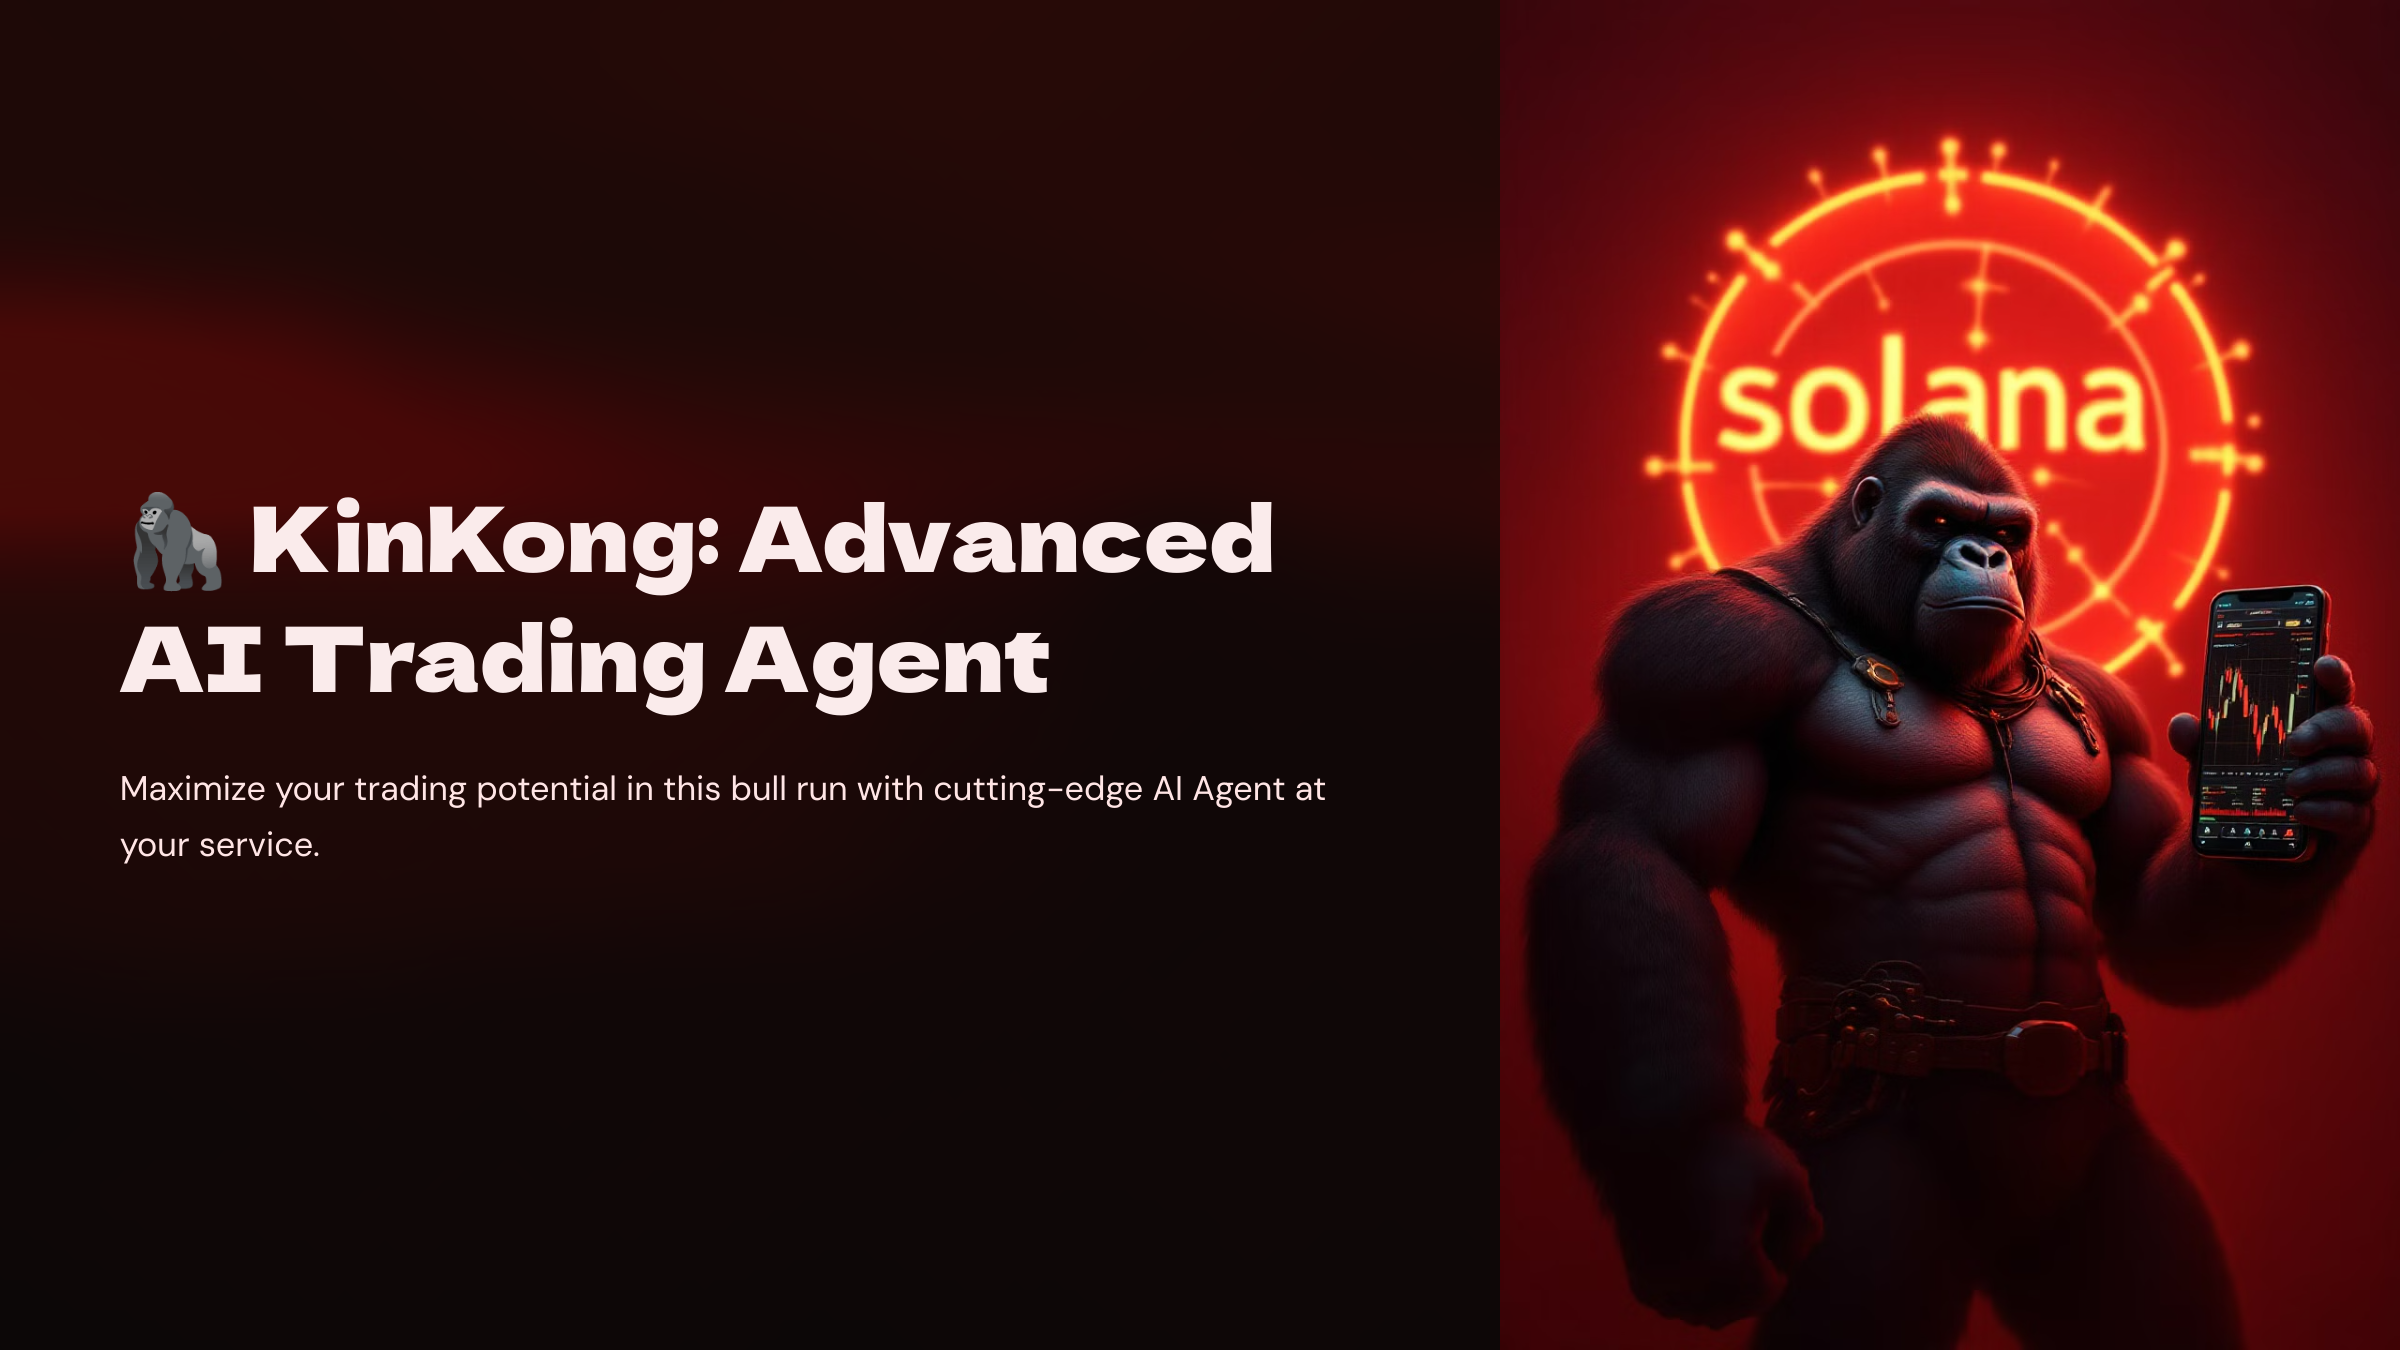 🦍 KinKong: Advanced
AI Trading Agent
Maximize your trading potential in this bull run with cutting-edge AI Agent at
your service.
solana